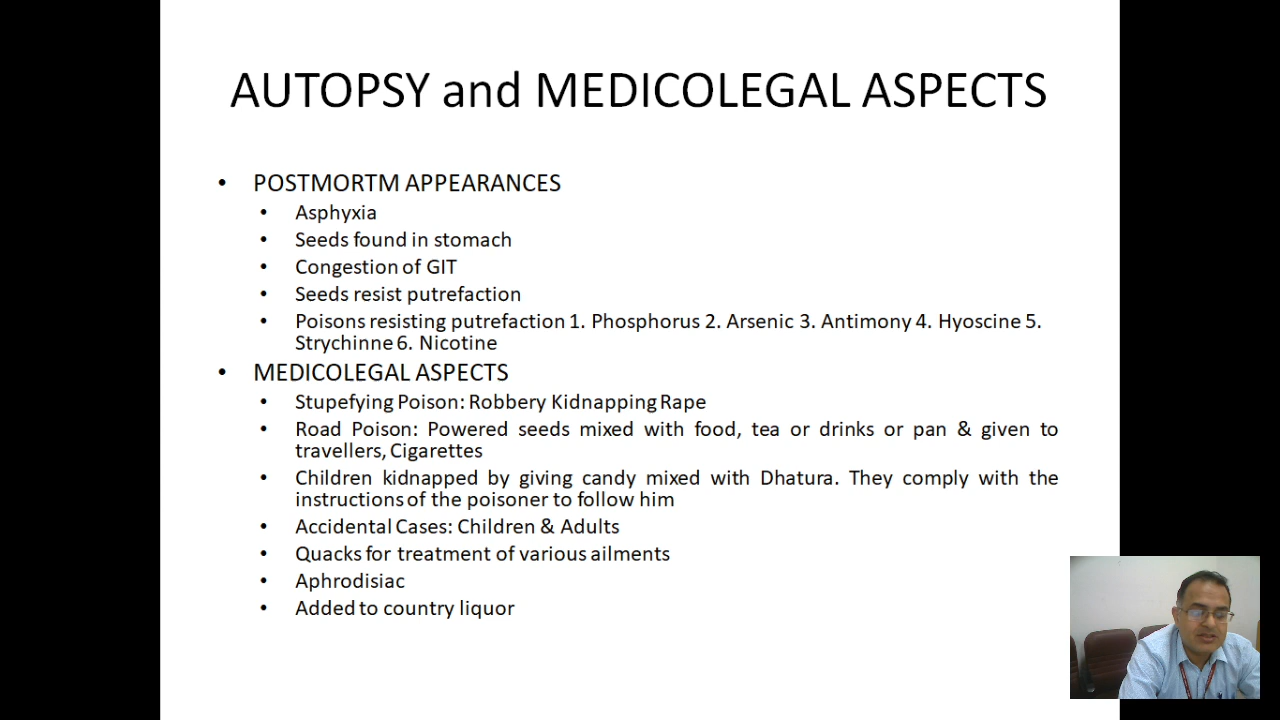 AUTOPSY and MEDICOLEGAL ASPECTS
• POSTMORTM APPEARANCES
• Asphyxia
• Seeds found in stomach
• Congestion of GIT
• Seeds resist putrefaction
• Poisons resisting putrefaction 1. Phosphorus 2. Arsenic 3. Antimony 4. Hyoscine 5.
Strychinne 6. Nicotine
• MEDICOLEGAL ASPECTS
• Stupefying Poison: Robbery Kidnapping Rape
• Road Poison: Powered seeds mixed with food, tea or drinks or pan & given to
travellers, Cigarettes
• Children kidnapped by giving candy mixed with Dhatura. They comply with the
instructions of the poisoner to follow him
• Accidental Cases: Children & Adults
• Quacks for treatment of various ailments
• Aphrodisiac
• Added to country liquor